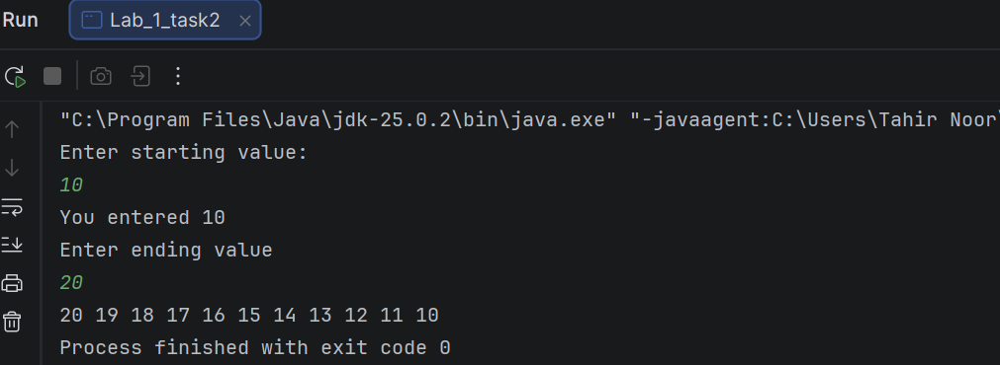 Run Lab_1_task2
"C:\Program Files\Java\jdk-25.0.2\bin\java.exe" "-javaagent:C:\Users\Tahir Noor\
Enter starting value:
10
You entered 10
Enter ending value
20
20 19 18 17 16 15 14 13 12 11 10
Process finished with exit code 0